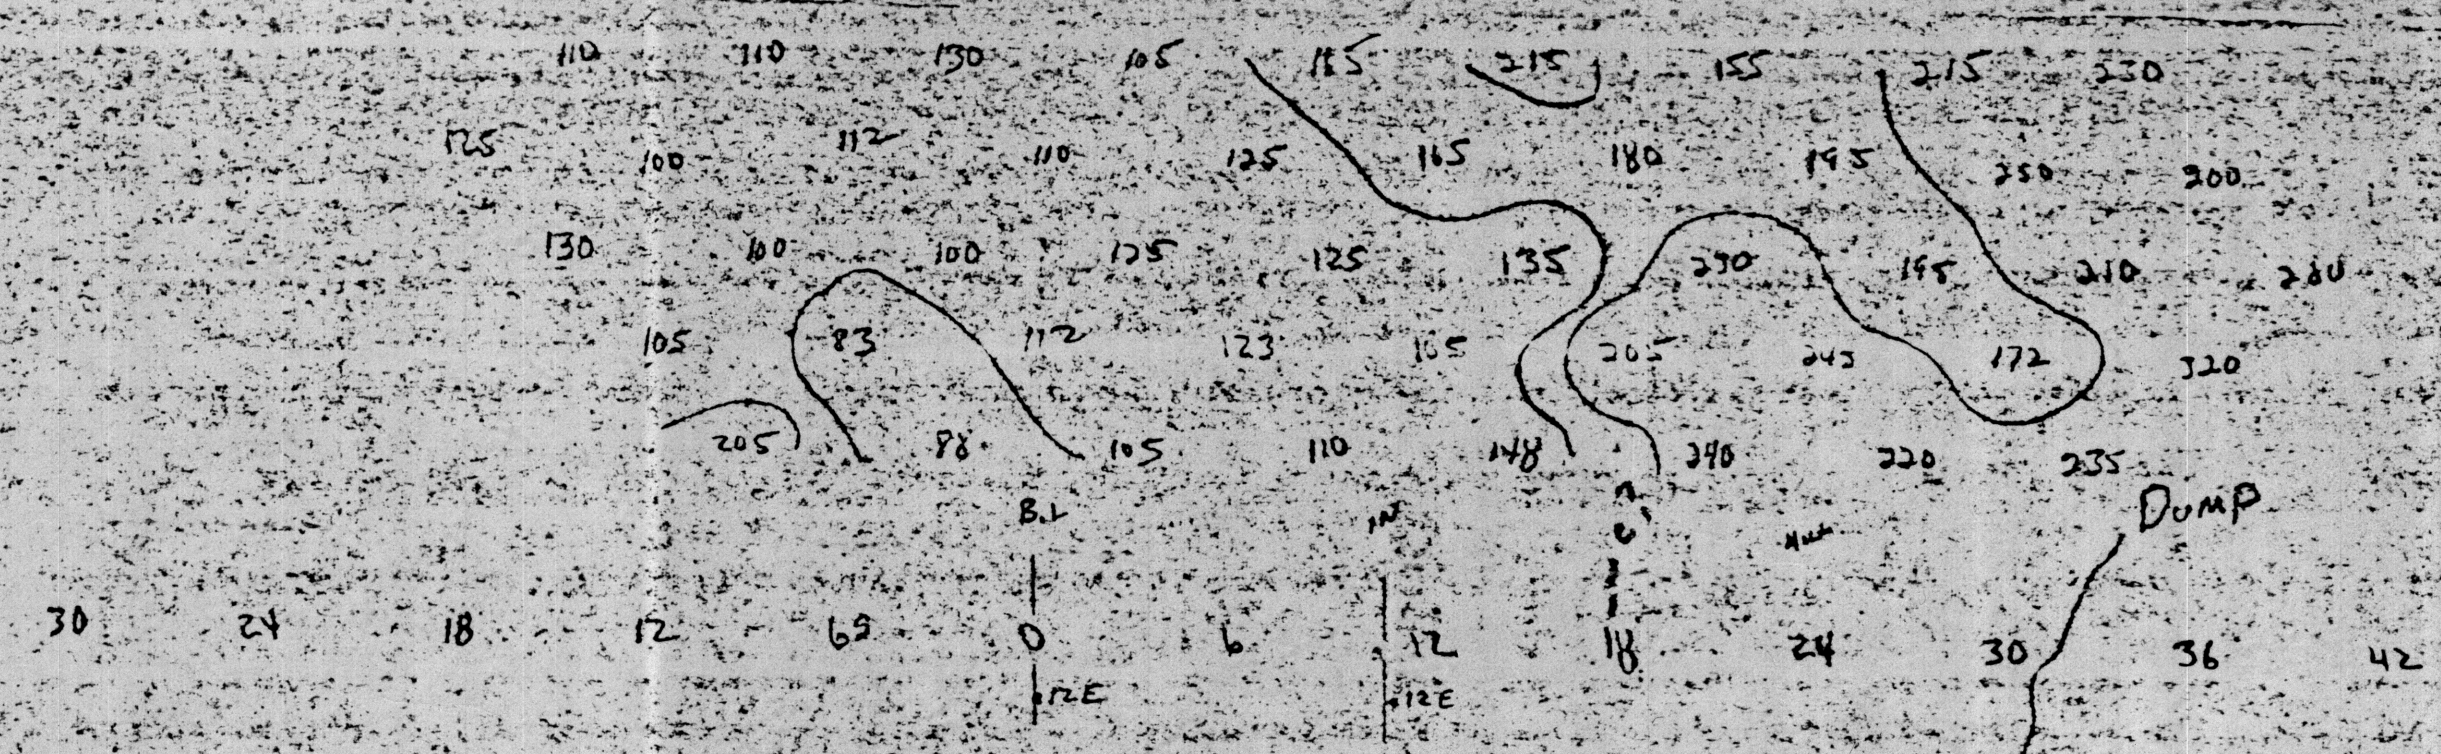 110 110 130 105 185 215 155 215 230
125 100 112 110 125 165 180 195 250 200
130 100 100 125 125 135 230 195 210 260
105 83 112 123 165 205 245 172 320
205 88 105 110 148 240 220 235
B.L Dump
30 24 18 12 6S 0 6 12 18 24 30 36 42
12E 12E